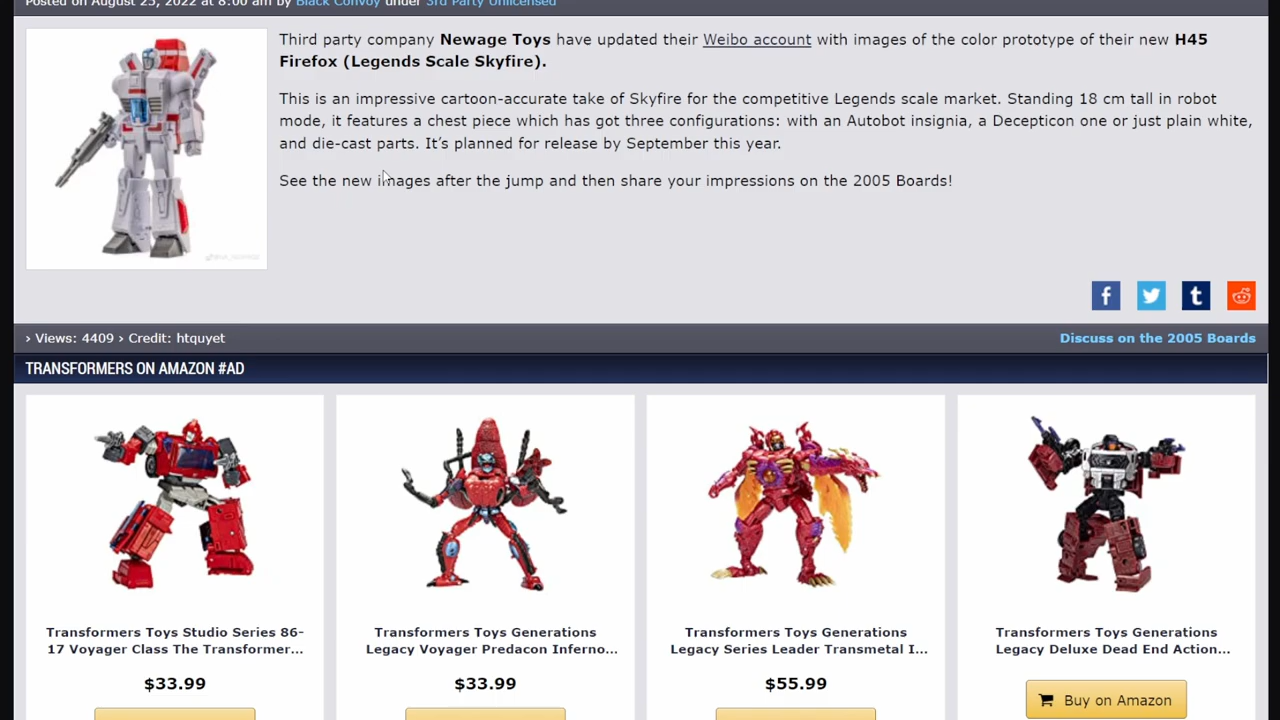 Posted on August 25, 2022 at 8:00 am by Black Convoy under 3rd Party Unlicensed
Third party company Newage Toys have updated their Weibo account with images of the color prototype of their new H45
Firefox (Legends Scale Skyfire).
This is an impressive cartoon-accurate take of Skyfire for the competitive Legends scale market. Standing 18 cm tall in robot
mode, it features a chest piece which has got three configurations: with an Autobot insignia, a Decepticon one or just plain white,
and die-cast parts. It’s planned for release by September this year.
See the new images after the jump and then share your impressions on the 2005 Boards!
› Views: 4409 › Credit: htquyet
Discuss on the 2005 Boards
TRANSFORMERS ON AMAZON #AD
Transformers Toys Studio Series 86-
17 Voyager Class The Transformer...
$33.99
Transformers Toys Generations
Legacy Voyager Predacon Inferno...
$33.99
Transformers Toys Generations
Legacy Series Leader Transmetal I...
$55.99
Transformers Toys Generations
Legacy Deluxe Dead End Action...
Buy on Amazon